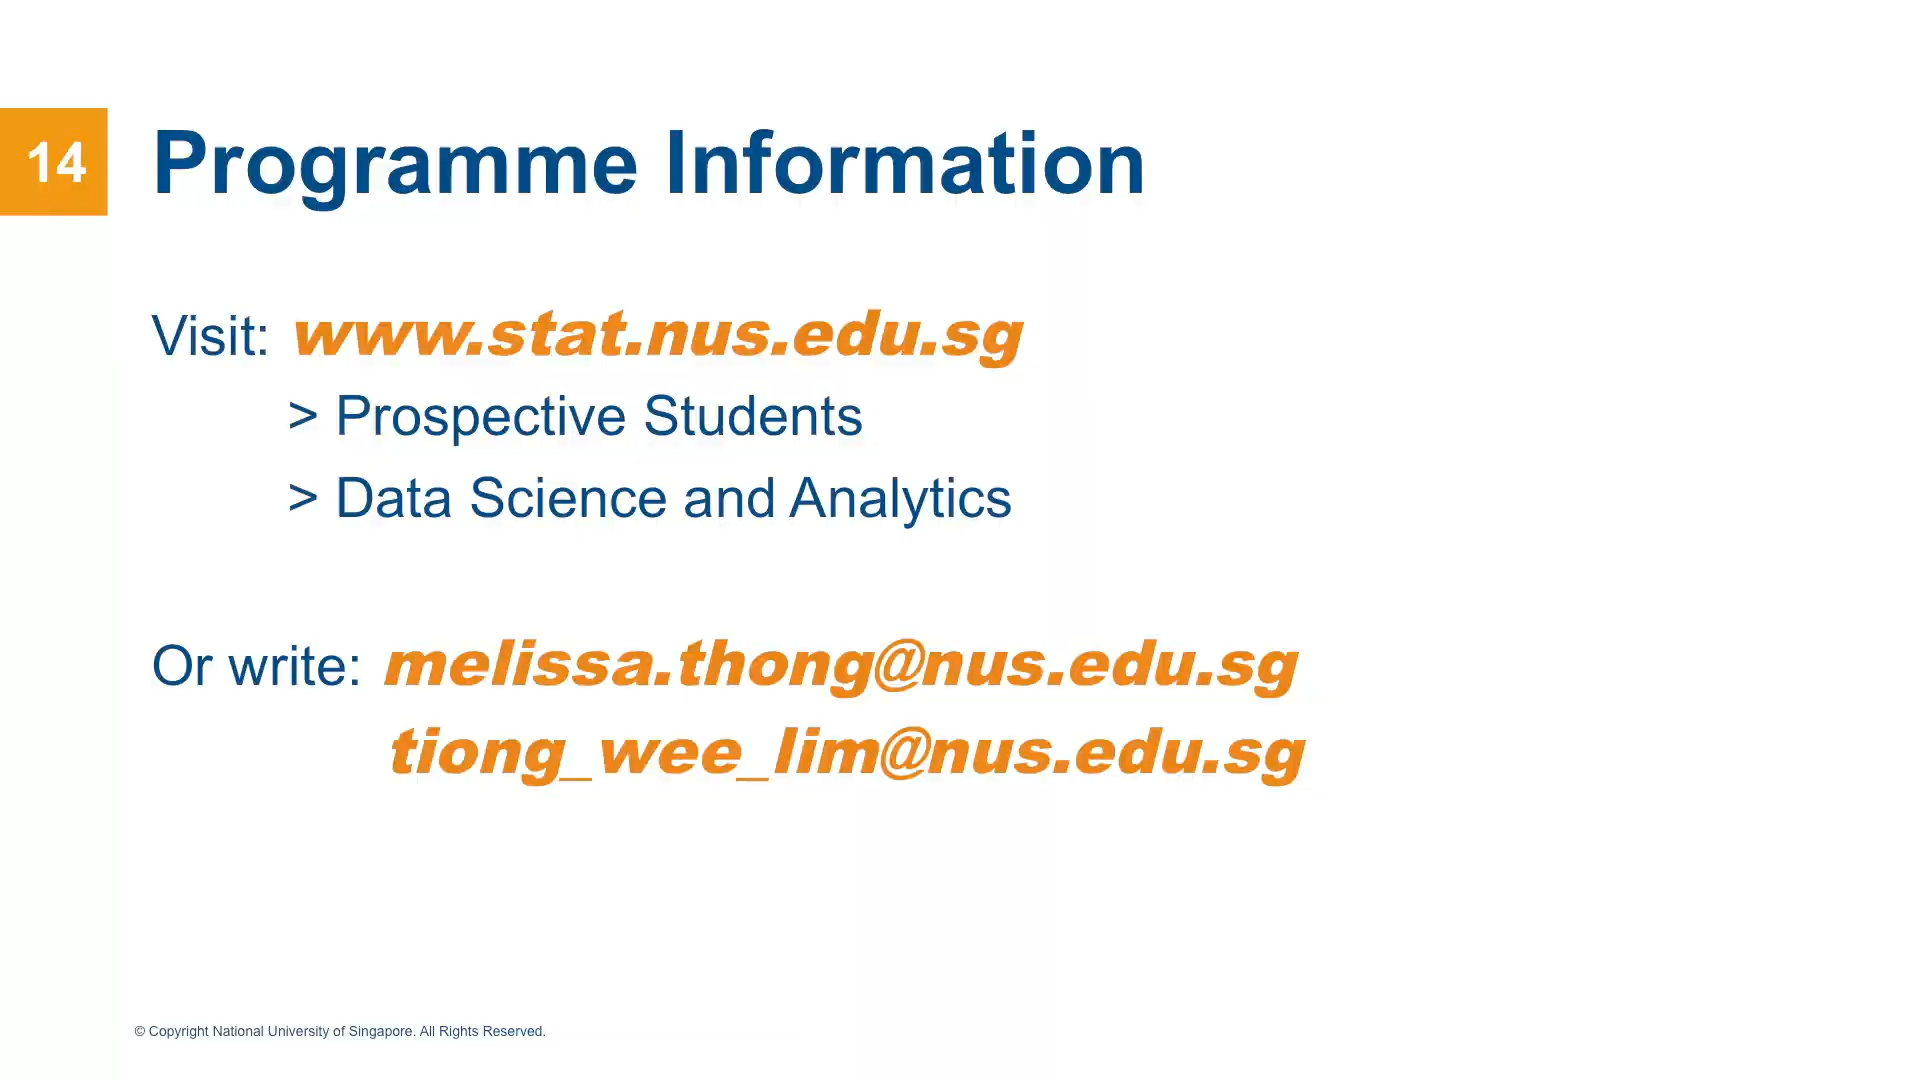 14
Programme Information
Visit: www.stat.nus.edu.sg
> Prospective Students
> Data Science and Analytics
Or write: melissa.thong@nus.edu.sg
tiong_wee_lim@nus.edu.sg
© Copyright National University of Singapore. All Rights Reserved.